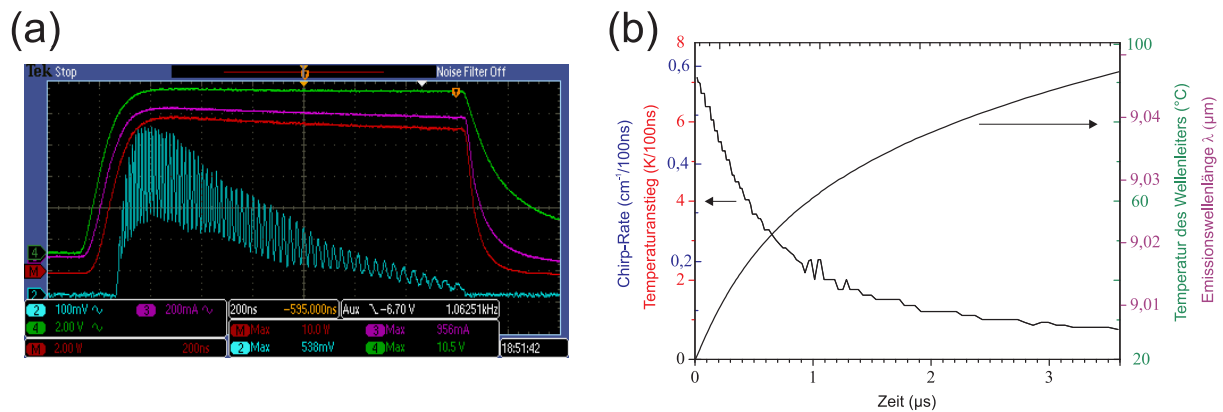 (a)
Tek Stop
Noise Filter Off
4
M
2
2 100mV 3 200mA
4 2.00 V
M 2.00 W 200ns
200ns -595.000ns
Aux -6.70 V 1.06251kHz
M Max 10.0 W 3 Max 956mA
2 Max 538mV 4 Max 10.5 V
18:51:42
(b)
Chirp-Rate (cm⁻¹/100ns)
0,6
0,4
0,2
Temperaturanstieg (K/100ns)
8
6
4
2
0
0 1 2 3
Zeit (µs)
9,04
9,03
9,02
9,01
100
60
20
Temperatur des Wellenleiters (°C)
Emissionswellenlänge λ (µm)